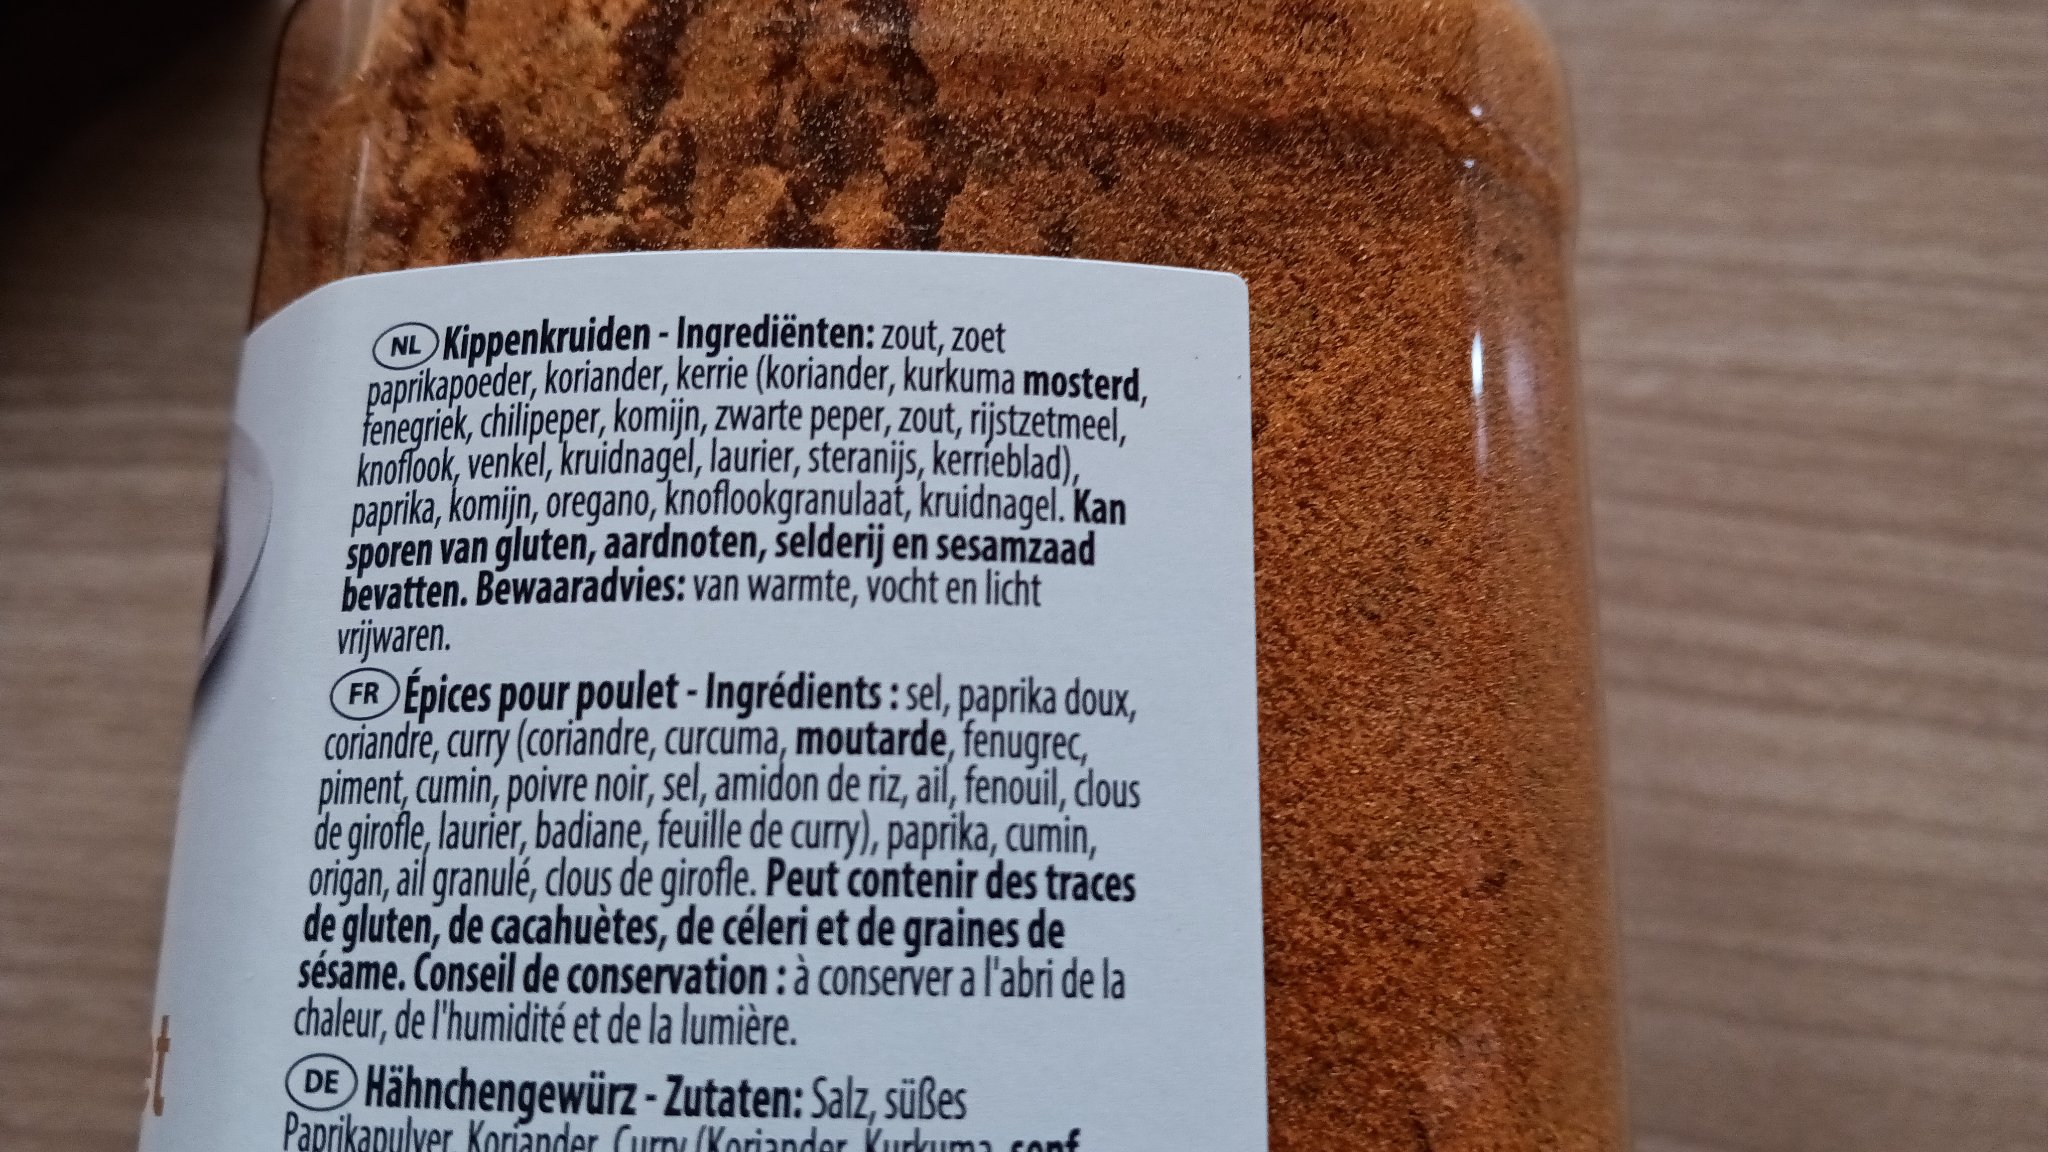 NL Kippenkruiden - Ingrediënten: zout, zoet
paprikapoeder, koriander, kerrie (koriander, kurkuma mosterd,
fenegriek, chilipeper, komijn, zwarte peper, zout, rijstzetmeel,
knoflook, venkel, kruidnagel, laurier, steranijs, kerrieblad),
paprika, komijn, oregano, knoflookgranulaat, kruidnagel. Kan
sporen van gluten, aardnoten, selderij en sesamzaad
bevatten. Bewaaradvies: van warmte, vocht en licht
vrijwaren.
FR Épices pour poulet - Ingrédients : sel, paprika doux,
coriandre, curry (coriandre, curcuma, moutarde, fenugrec,
piment, cumin, poivre noir, sel, amidon de riz, ail, fenouil, clous
de girofle, laurier, badiane, feuille de curry), paprika, cumin,
origan, ail granulé, clous de girofle. Peut contenir des traces
de gluten, de cacahuètes, de céleri et de graines de
sésame. Conseil de conservation : à conserver a l'abri de la
chaleur, de l'humidité et de la lumière.
DE Hähnchengewürz - Zutaten: Salz, süßes
Paprikapulver, Koriander, Curry (Koriander, Kurkuma, senf
t